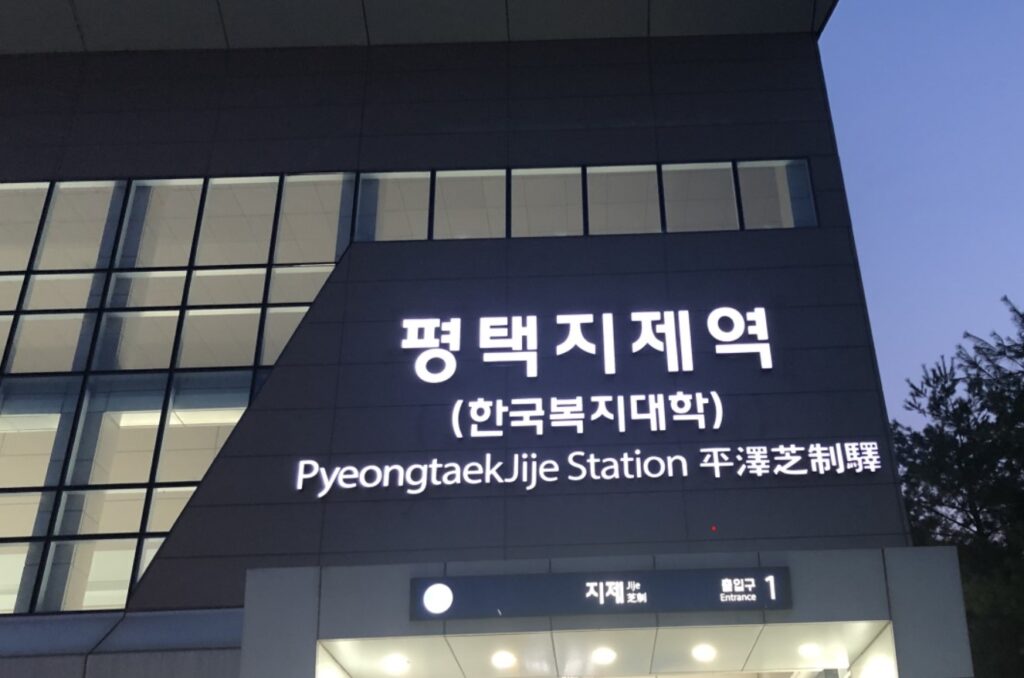 평택지제역
(한국복지대학)
PyeongtaekJije Station 平澤芝制驛
지제 Jije 芝制 출입구 Entrance 1